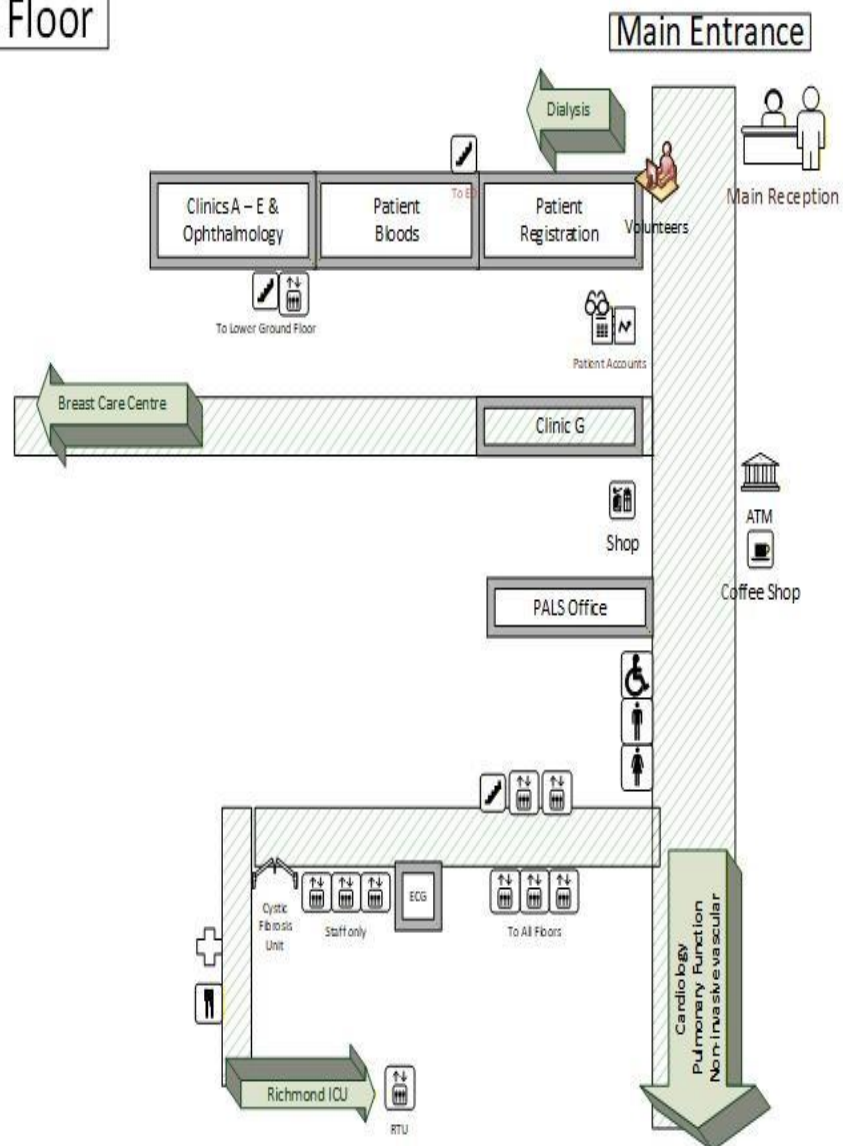 Floor
Main Entrance
Dialysis
Main Reception
To ED
Clinics A – E &
Ophthalmology
Patient
Bloods
Patient
Registration
Volunteers
To Lower Ground Floor
Patient Accounts
Breast Care Centre
Clinic G
ATM
Shop
Coffee Shop
PALS Office
ECG
Cystic
Fibrosis
Unit
Staff only
To All Floors
Cardiology
Pulmonary Function
Non-invasive vascular
Richmond ICU
RTU